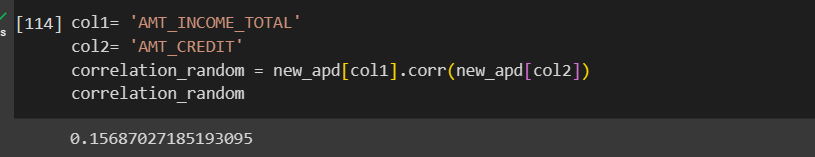 [114] col1= 'AMT_INCOME_TOTAL'
col2= 'AMT_CREDIT'
s
correlation_random = new_apd[col1].corr(new_apd[col2])
correlation_random
0.15687027185193095